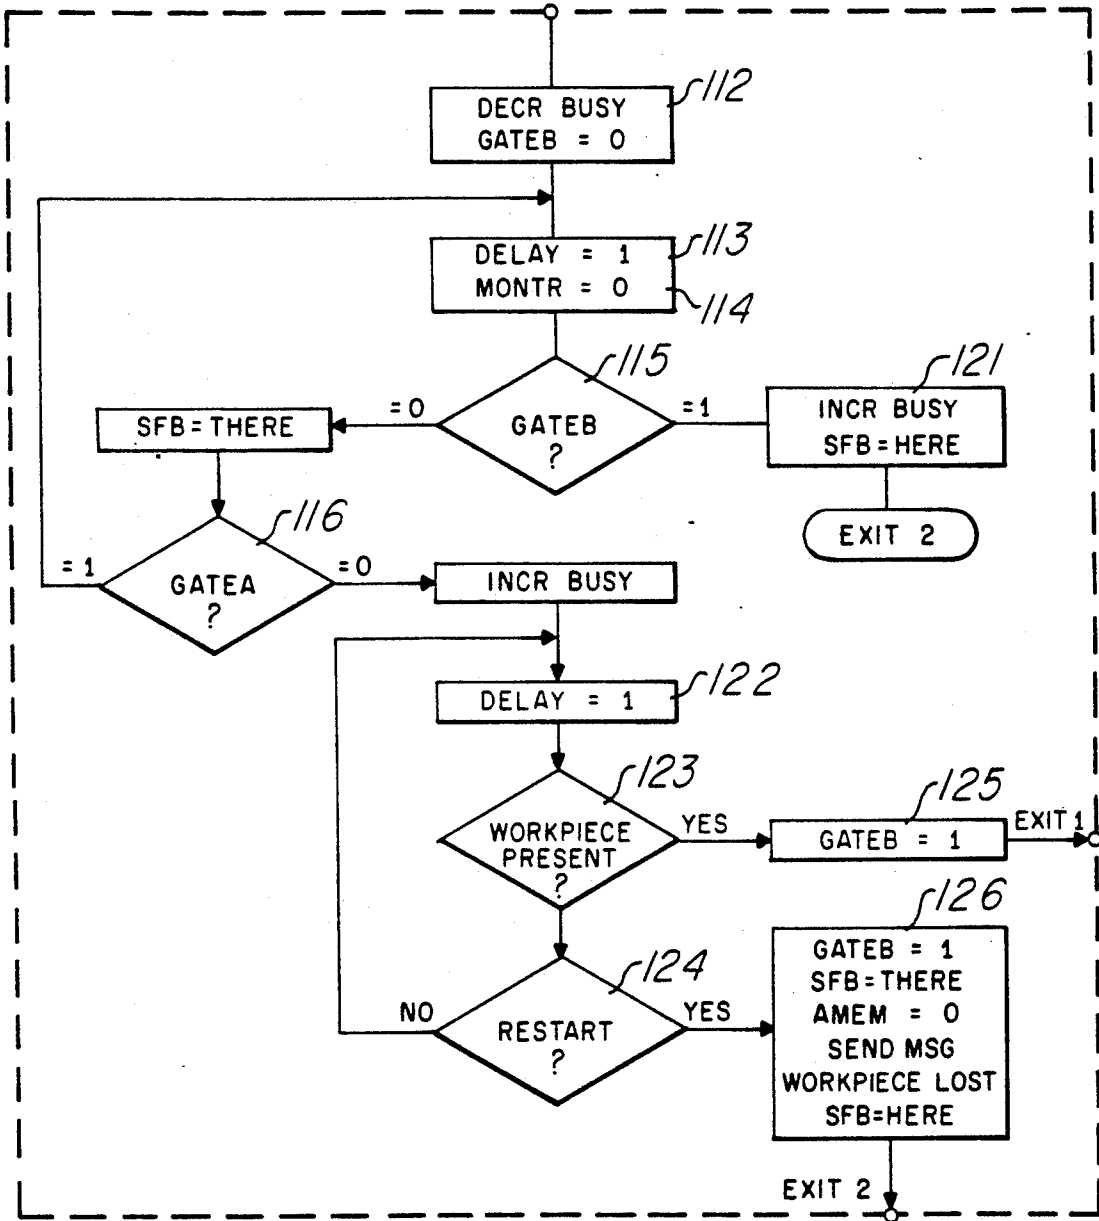 112
DECR BUSY
GATEB = 0
DELAY = 1
113
MONTR = 0
114
115
GATEB
?
=0
=1
121
INCR BUSY
SFB=HERE
EXIT 2
SFB=THERE
116
GATEA
?
=1
=0
INCR BUSY
122
DELAY = 1
123
WORKPIECE
PRESENT
?
YES
125
GATEB = 1
EXIT 1
124
RESTART
?
NO
YES
126
GATEB = 1
SFB=THERE
AMEM = 0
SEND MSG
WORKPIECE LOST
SFB=HERE
EXIT 2